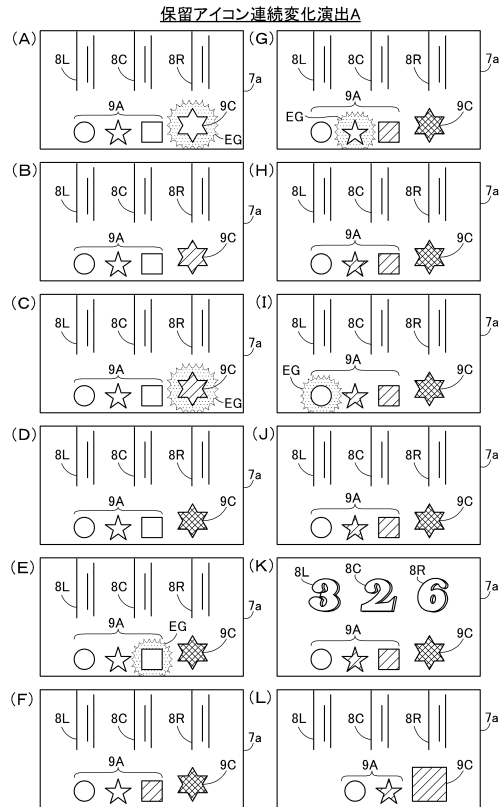 保留アイコン連続変化演出A
(A)
8L
8C
8R
7a
9A
9C
EG
(B)
8L
8C
8R
7a
9A
9C
(C)
8L
8C
8R
7a
9A
9C
EG
(D)
8L
8C
8R
7a
9A
9C
(E)
8L
8C
8R
7a
9A
EG
9C
(F)
8L
8C
8R
7a
9A
9C
(G)
8L
8C
8R
7a
EG
9A
9C
(H)
8L
8C
8R
7a
9A
9C
(I)
8L
8C
8R
7a
EG
9A
9C
(J)
8L
8C
8R
7a
9A
9C
(K)
8L
8C
8R
7a
3 2 6
9A
9C
(L)
8L
8C
8R
7a
9A
9C